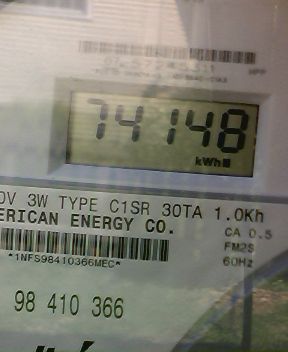 74148
kWh
0V 3W TYPE C1SR 30TA 1.0Kh
ERICAN ENERGY CO.
CA 0.5
FM2S
60Hz
*1NFS98410366MEC*
98 410 366